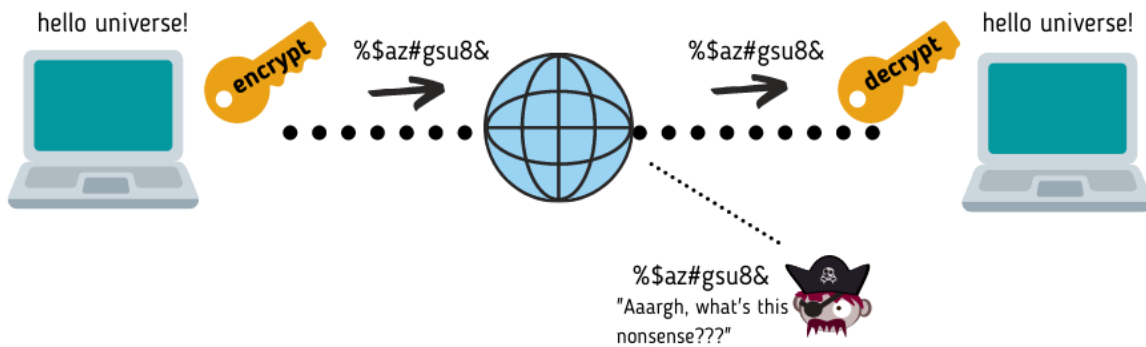 hello universe!
encrypt
%$az#gsu8&
%$az#gsu8&
decrypt
hello universe!
%$az#gsu8&
"Aaargh, what's this
nonsense???"